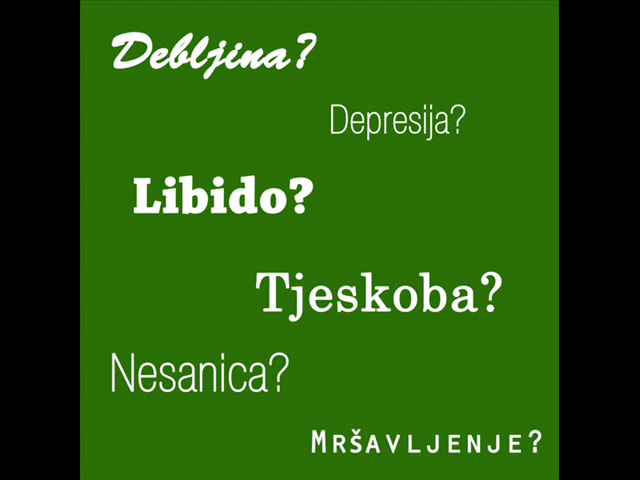 Debljina?
Depresija?
Libido?
Tjeskoba?
Nesanica?
MRŠAVLJENJE?